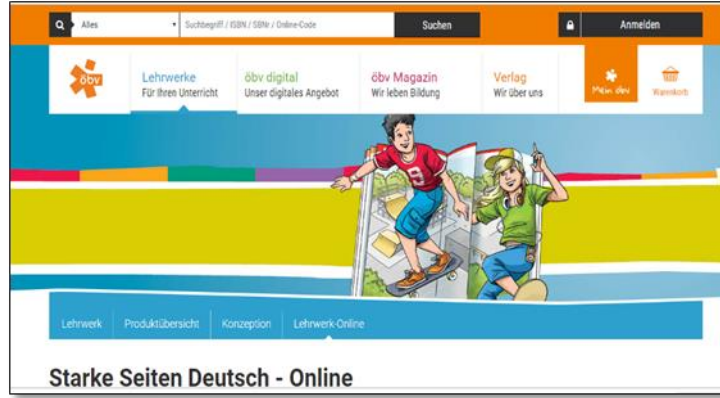 Alles
Suchbegriff / ISBN / SBNr / Online-Code
Suchen
Anmelden
öbv
Lehrwerke
Für Ihren Unterricht
öbv digital
Unser digitales Angebot
öbv Magazin
Wir leben Bildung
Verlag
Wir über uns
Mein öbv
Warenkorb
S
Lehrwerk
Produktübersicht
Konzeption
Lehrwerk-Online
Starke Seiten Deutsch - Online